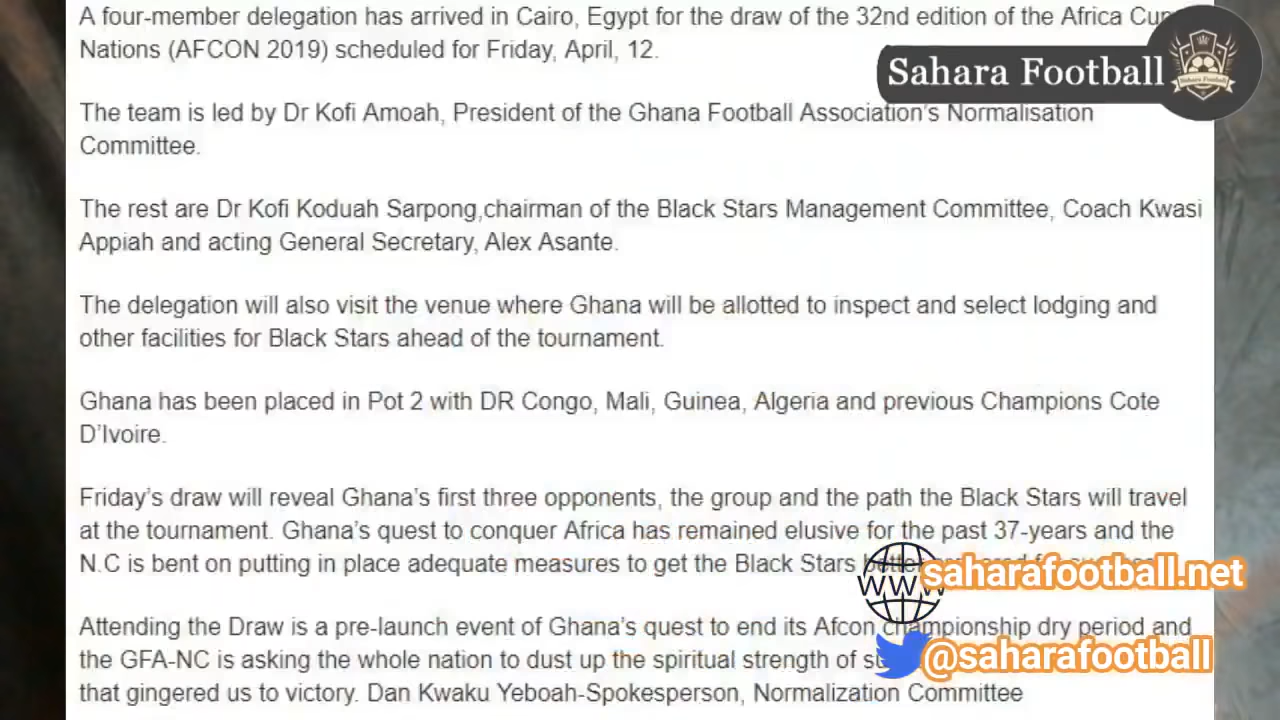 A four-member delegation has arrived in Cairo, Egypt for the draw of the 32nd edition of the Africa Cup
Nations (AFCON 2019) scheduled for Friday, April, 12.
Sahara Football
The team is led by Dr Kofi Amoah, President of the Ghana Football Association's Normalisation
Committee.
The rest are Dr Kofi Koduah Sarpong,chairman of the Black Stars Management Committee, Coach Kwasi
Appiah and acting General Secretary, Alex Asante.
The delegation will also visit the venue where Ghana will be allotted to inspect and select lodging and
other facilities for Black Stars ahead of the tournament.
Ghana has been placed in Pot 2 with DR Congo, Mali, Guinea, Algeria and previous Champions Cote
D'Ivoire.
Friday's draw will reveal Ghana's first three opponents, the group and the path the Black Stars will travel
at the tournament. Ghana's quest to conquer Africa has remained elusive for the past 37-years and the
N.C is bent on putting in place adequate measures to get the Black Stars
www saharafootball.net
Attending the Draw is a pre-launch event of Ghana's quest to end its Afcon championship dry period and
the GFA-NC is asking the whole nation to dust up the spiritual strength of
@saharafootball
that gingered us to victory. Dan Kwaku Yeboah-Spokesperson, Normalization Committee